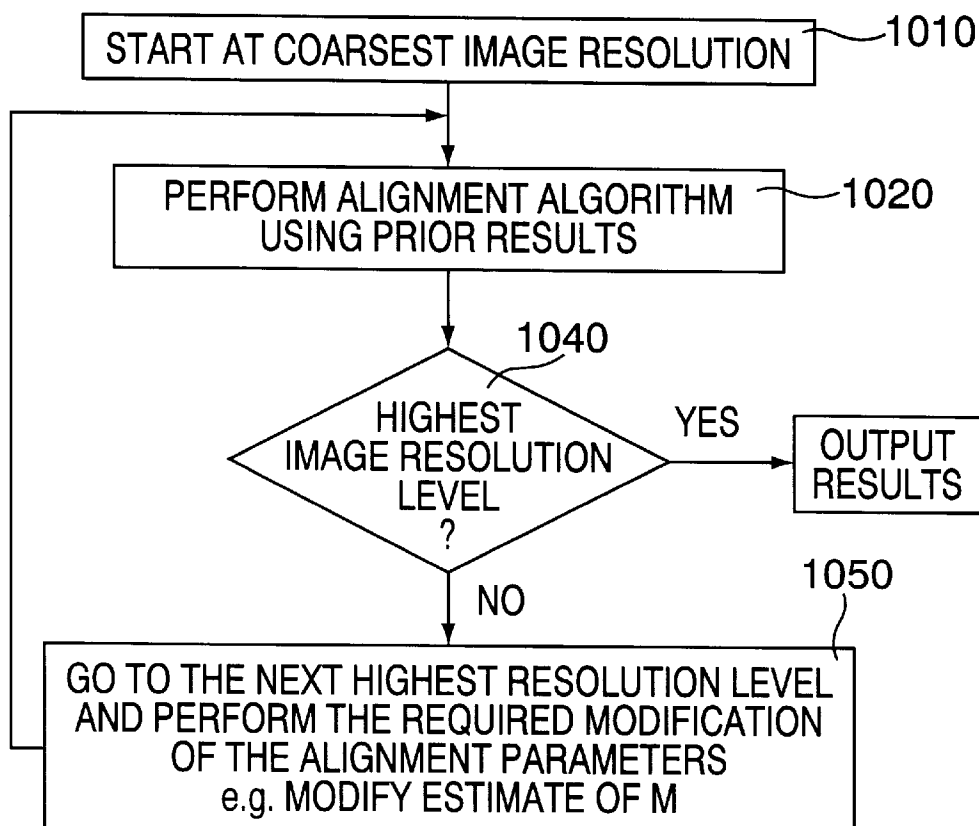 START AT COARSEST IMAGE RESOLUTION
1010
PERFORM ALIGNMENT ALGORITHM
USING PRIOR RESULTS
1020
1040
HIGHEST
IMAGE RESOLUTION
LEVEL
?
YES
OUTPUT
RESULTS
NO
1050
GO TO THE NEXT HIGHEST RESOLUTION LEVEL
AND PERFORM THE REQUIRED MODIFICATION
OF THE ALIGNMENT PARAMETERS
e.g. MODIFY ESTIMATE OF M